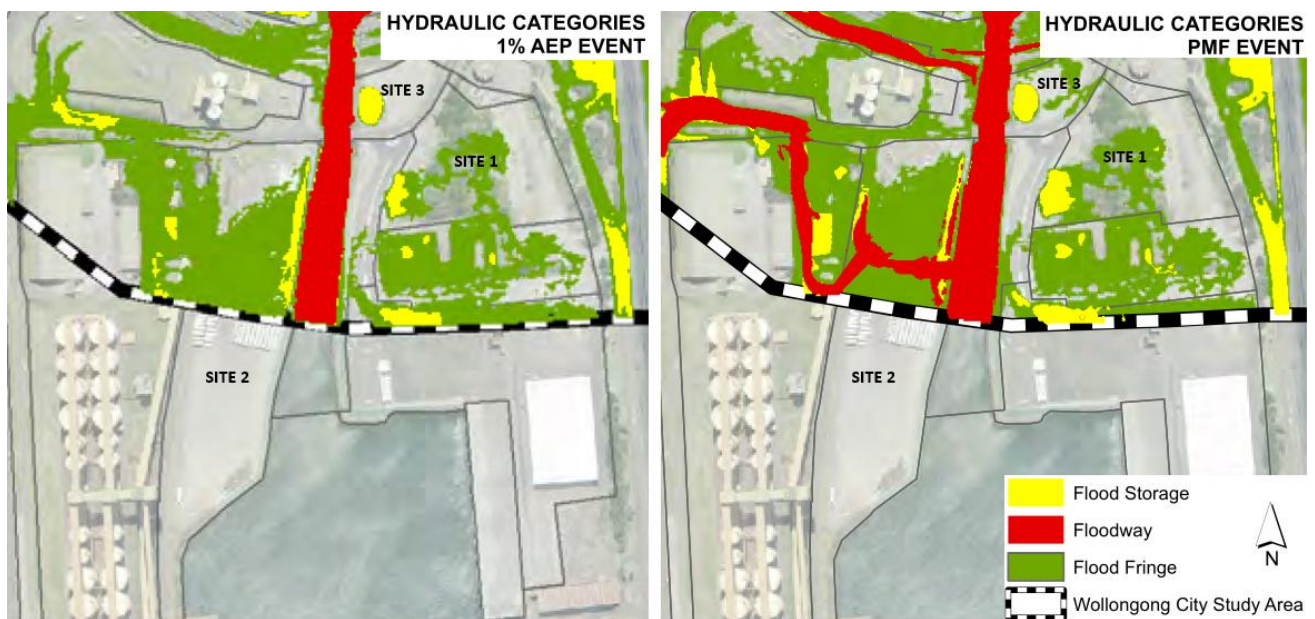 HYDRAULIC CATEGORIES
1% AEP EVENT
SITE 3
SITE 1
SITE 2
HYDRAULIC CATEGORIES
PMF EVENT
SITE 3
SITE 1
SITE 2
Flood Storage
Floodway
Flood Fringe
Wollongong City Study Area
N